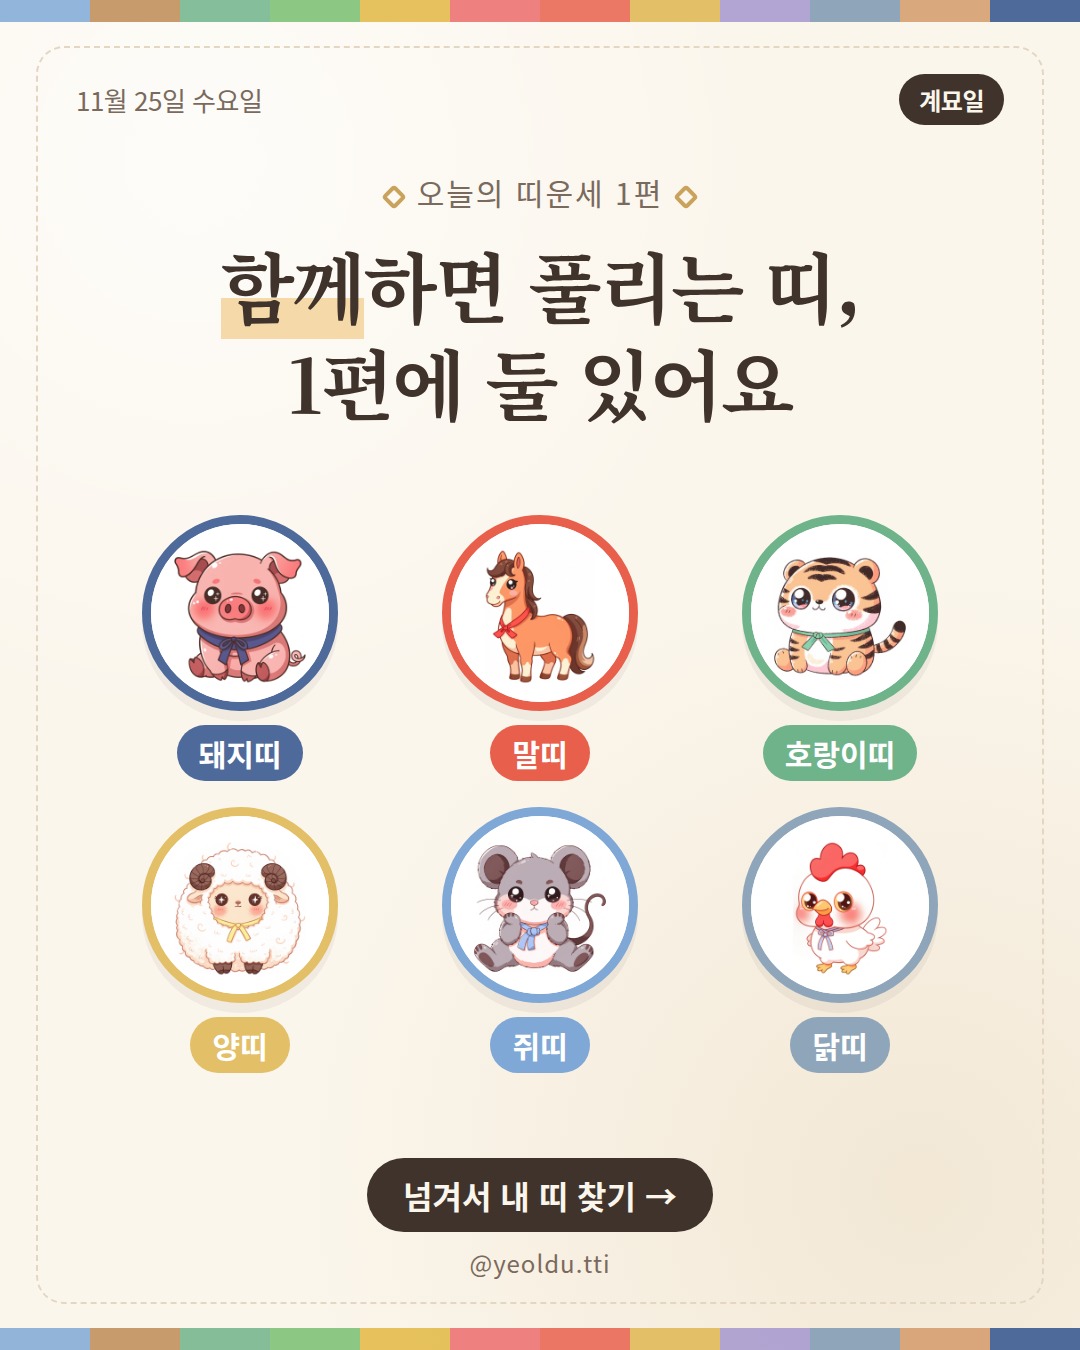 11월 25일 수요일
계묘일
오늘의 띠운세 1편
함께하면 풀리는 띠,
1편에 둘 있어요
돼지띠
말띠
호랑이띠
양띠
쥐띠
닭띠
넘겨서 내 띠 찾기 →
@yeoldu.tti